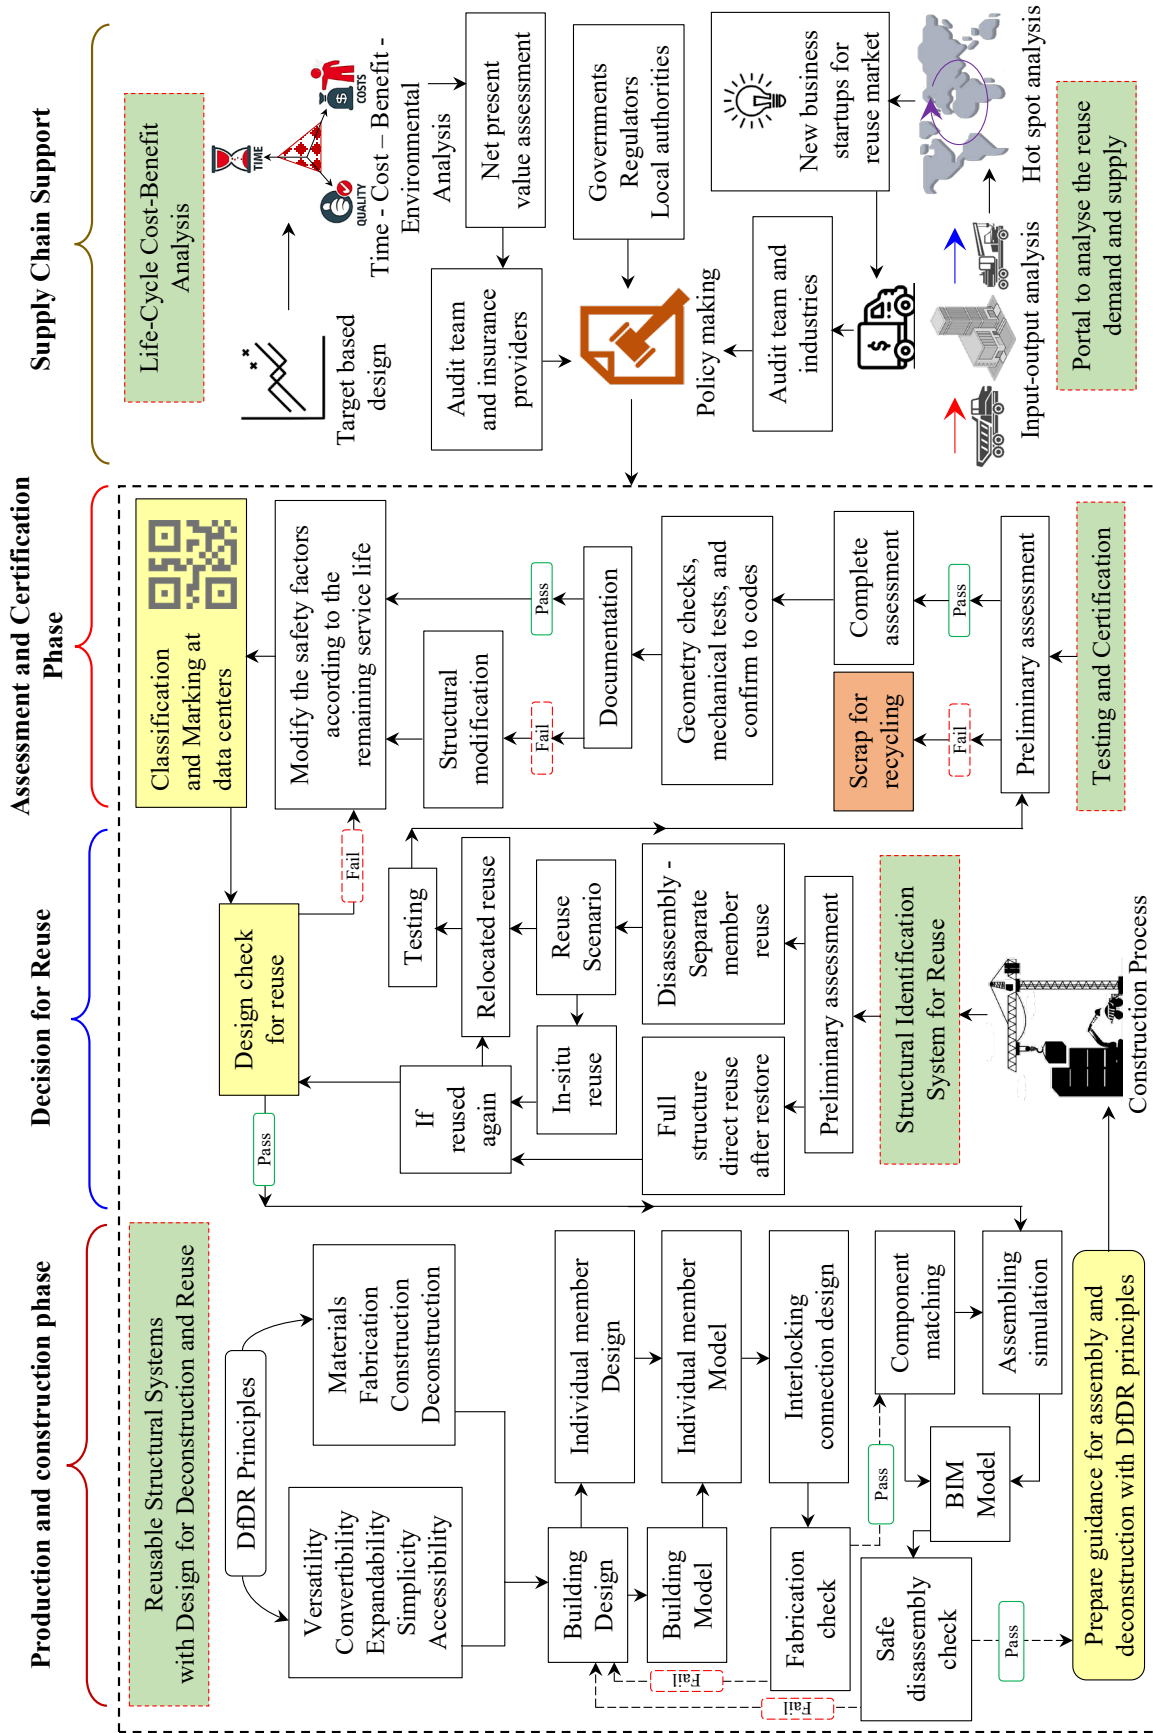 Production and construction phase
Reusable Structural Systems
with Design for Deconstruction and Reuse
DfDR Principles
Versatility
Convertibility
Expandability
Simplicity
Accessibility
Materials
Fabrication
Construction
Deconstruction
Building
Design
Individual member
Design
Building
Model
Individual member
Model
Interlocking
connection design
Fabrication
check
Fail
Pass
Component
matching
BIM
Model
Assembling
simulation
Safe
disassembly
check
Fail
Pass
Prepare guidance for assembly and
deconstruction with DfDR principles
Decision for Reuse
Design check
for reuse
Pass
Fail
If
reused
again
Testing
Relocated reuse
In-situ
reuse
Reuse
Scenario
Full
structure
direct reuse
after restore
Disassembly -
Separate
member
reuse
Preliminary assessment
Structural Identification
System for Reuse
Construction Process
Assessment and Certification
Phase
Classification
and Marking at
data centers
Modify the safety factors
according to the
remaining service life
Structural
modification
Fail
Pass
Documentation
Geometry checks,
mechanical tests, and
confirm to codes
Scrap for
recycling
Complete
assessment
Fail
Pass
Preliminary assessment
Testing and Certification
Supply Chain Support
Life-Cycle Cost-Benefit
Analysis
Target based
design
TIME
QUALITY
COSTS
$
Time - Cost – Benefit -
Environmental
Analysis
Net present
value assessment
Audit team
and insurance
providers
Governments
Regulators
Local authorities
Policy making
New business
startups for
reuse market
Audit team and
industries
$
Input-output analysis
Hot spot analysis
Portal to analyse the reuse
demand and supply